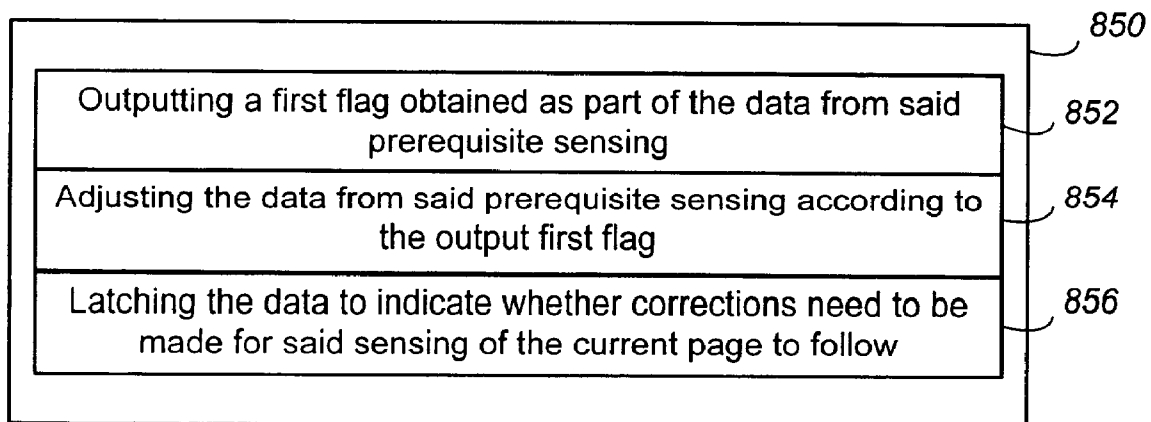 850
Outputting a first flag obtained as part of the data from said
prerequisite sensing
852
Adjusting the data from said prerequisite sensing according to
the output first flag
854
Latching the data to indicate whether corrections need to be
made for said sensing of the current page to follow
856